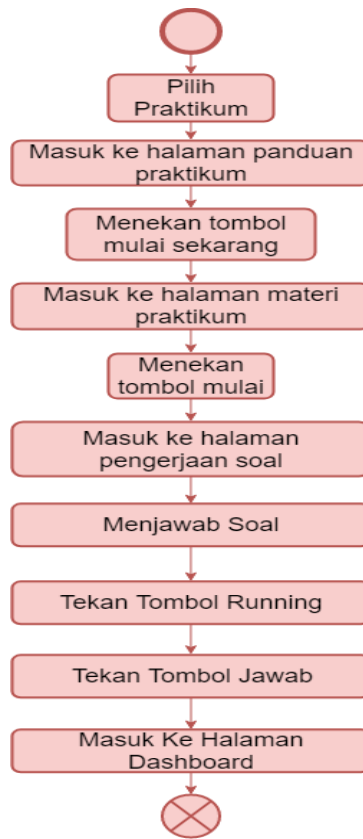 Pilih
Praktikum
Masuk ke halaman panduan
praktikum
Menekan tombol
mulai sekarang
Masuk ke halaman materi
praktikum
Menekan
tombol mulai
Masuk ke halaman
pengerjaan soal
Menjawab Soal
Tekan Tombol Running
Tekan Tombol Jawab
Masuk Ke Halaman
Dashboard